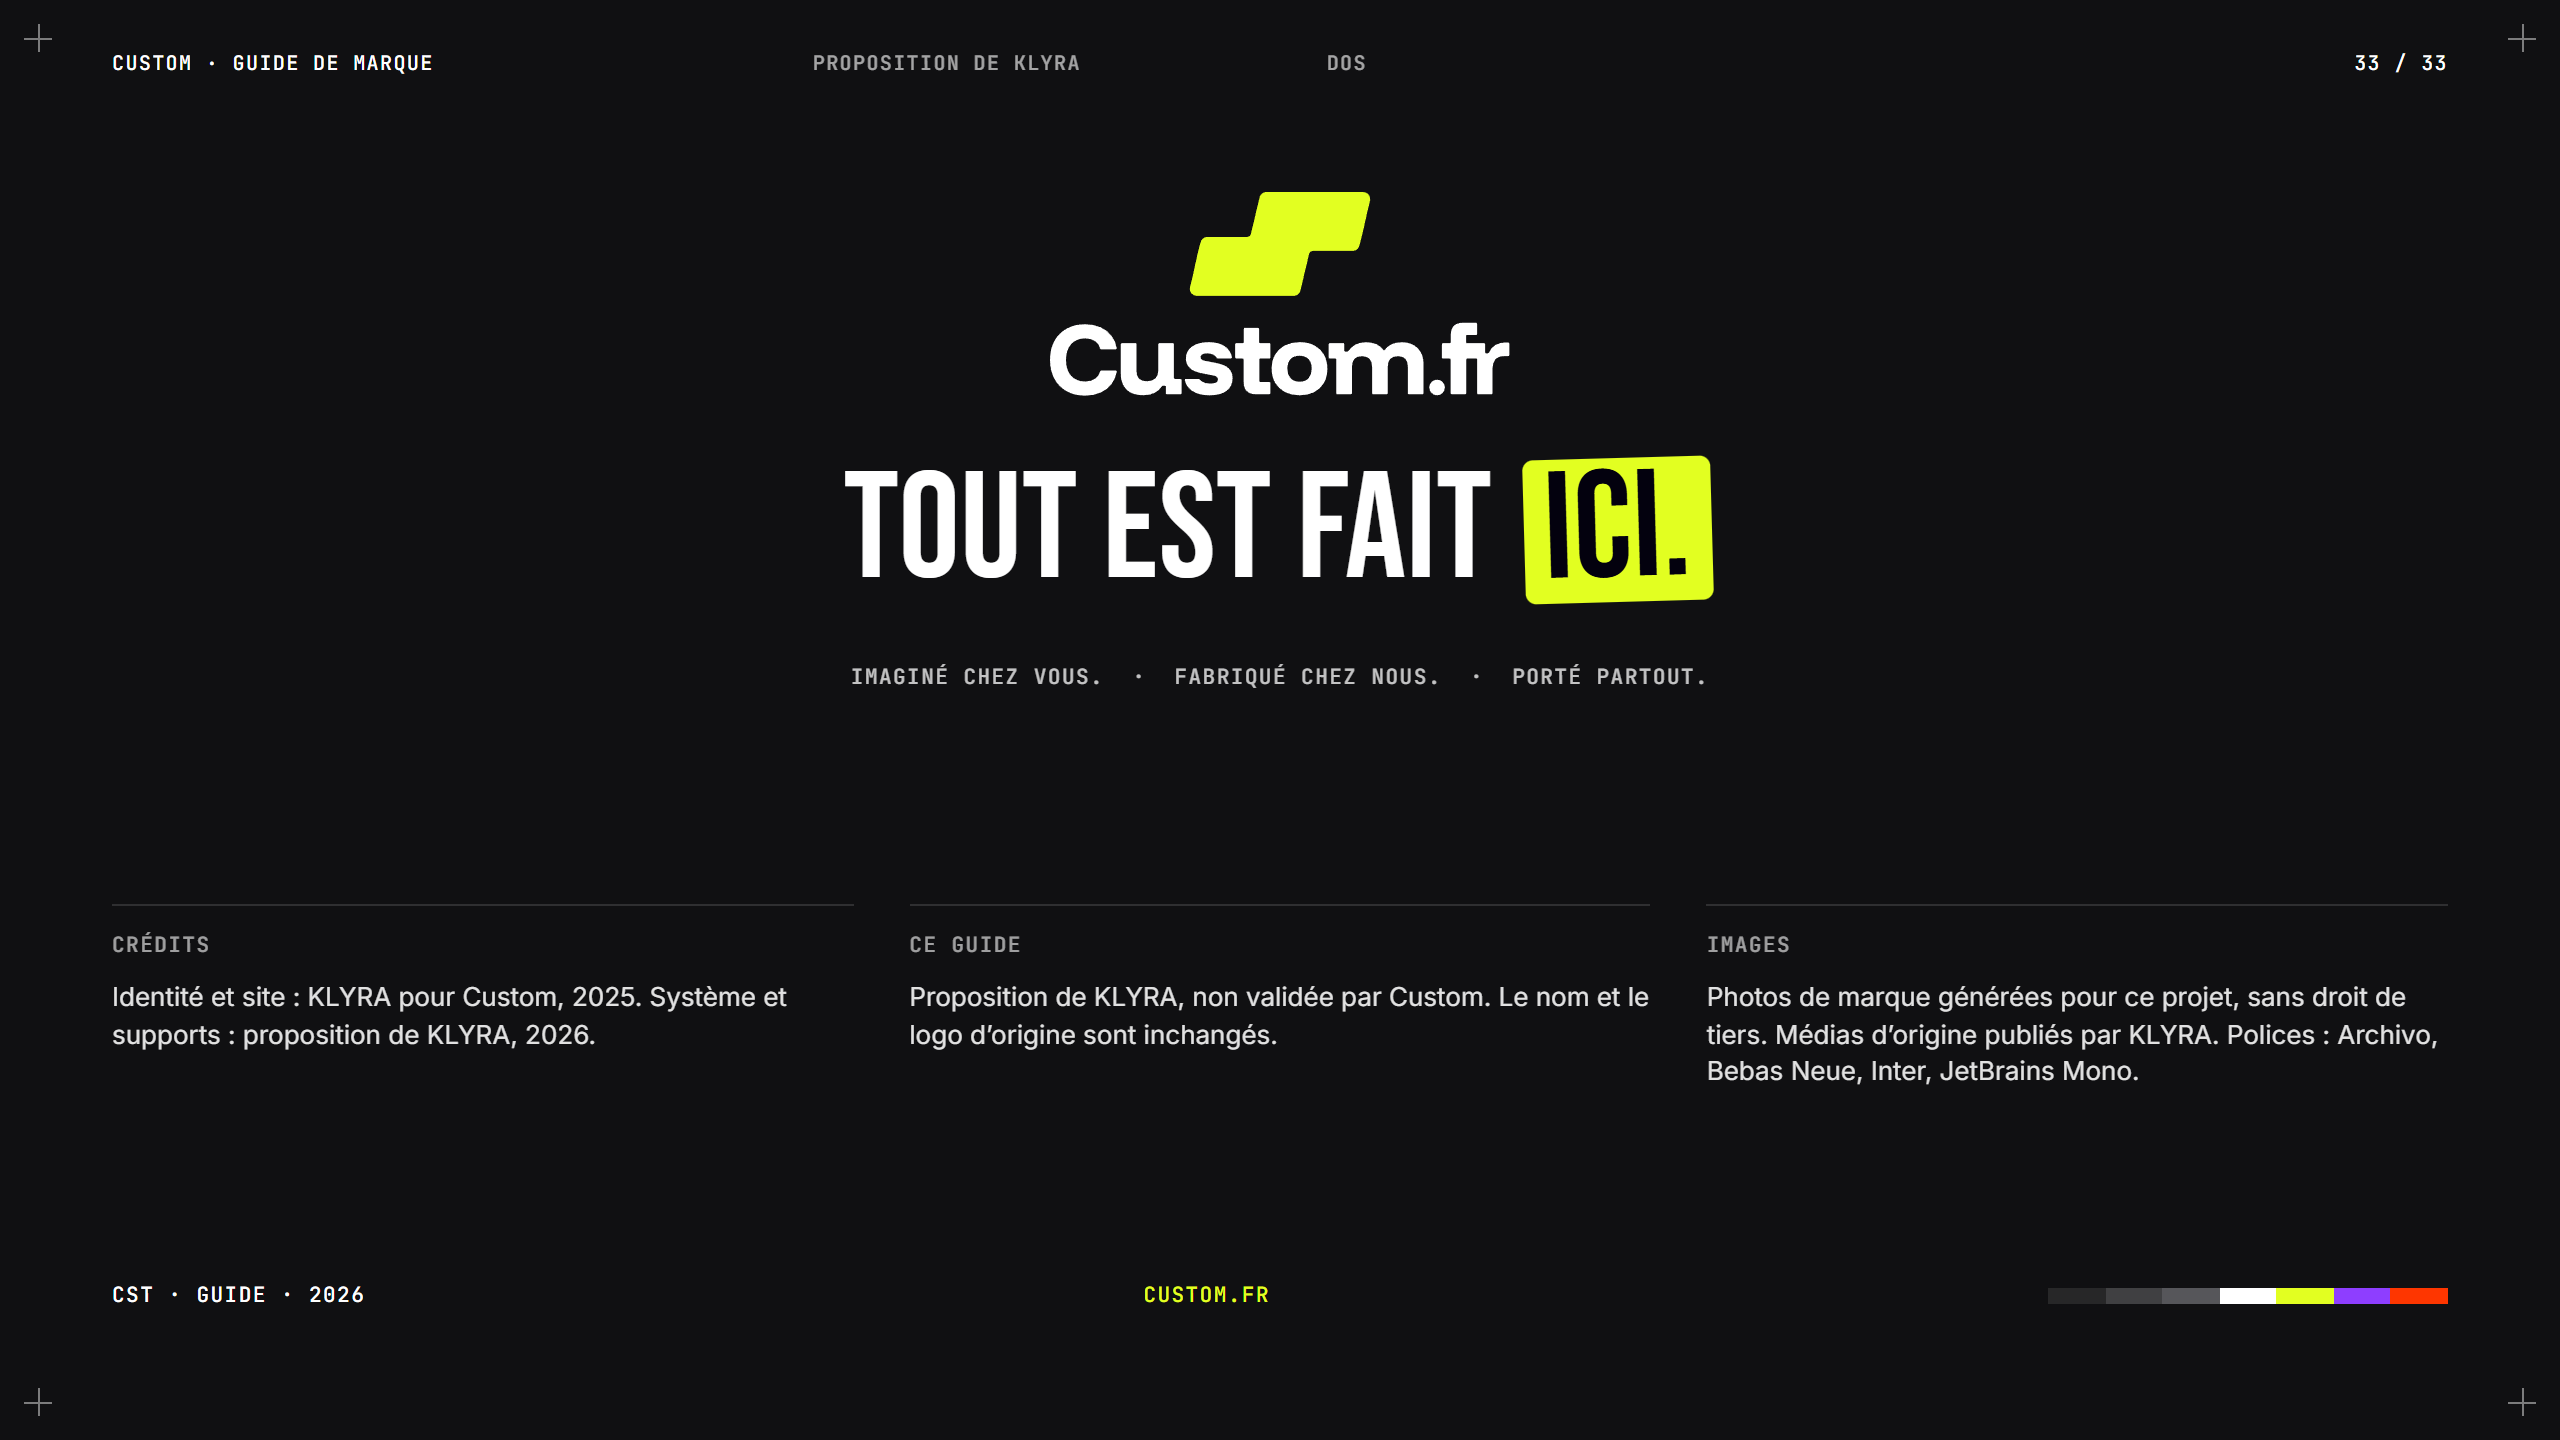 CUSTOM · GUIDE DE MARQUE
PROPOSITION DE KLYRA
DOS
33 / 33
Custom.fr
TOUT EST FAIT ICI.
IMAGINÉ CHEZ VOUS. · FABRIQUÉ CHEZ NOUS. · PORTÉ PARTOUT.
CRÉDITS
Identité et site : KLYRA pour Custom, 2025. Système et
supports : proposition de KLYRA, 2026.
CE GUIDE
Proposition de KLYRA, non validée par Custom. Le nom et le
logo d’origine sont inchangés.
IMAGES
Photos de marque générées pour ce projet, sans droit de
tiers. Médias d’origine publiés par KLYRA. Polices : Archivo,
Bebas Neue, Inter, JetBrains Mono.
CST · GUIDE · 2026
CUSTOM.FR